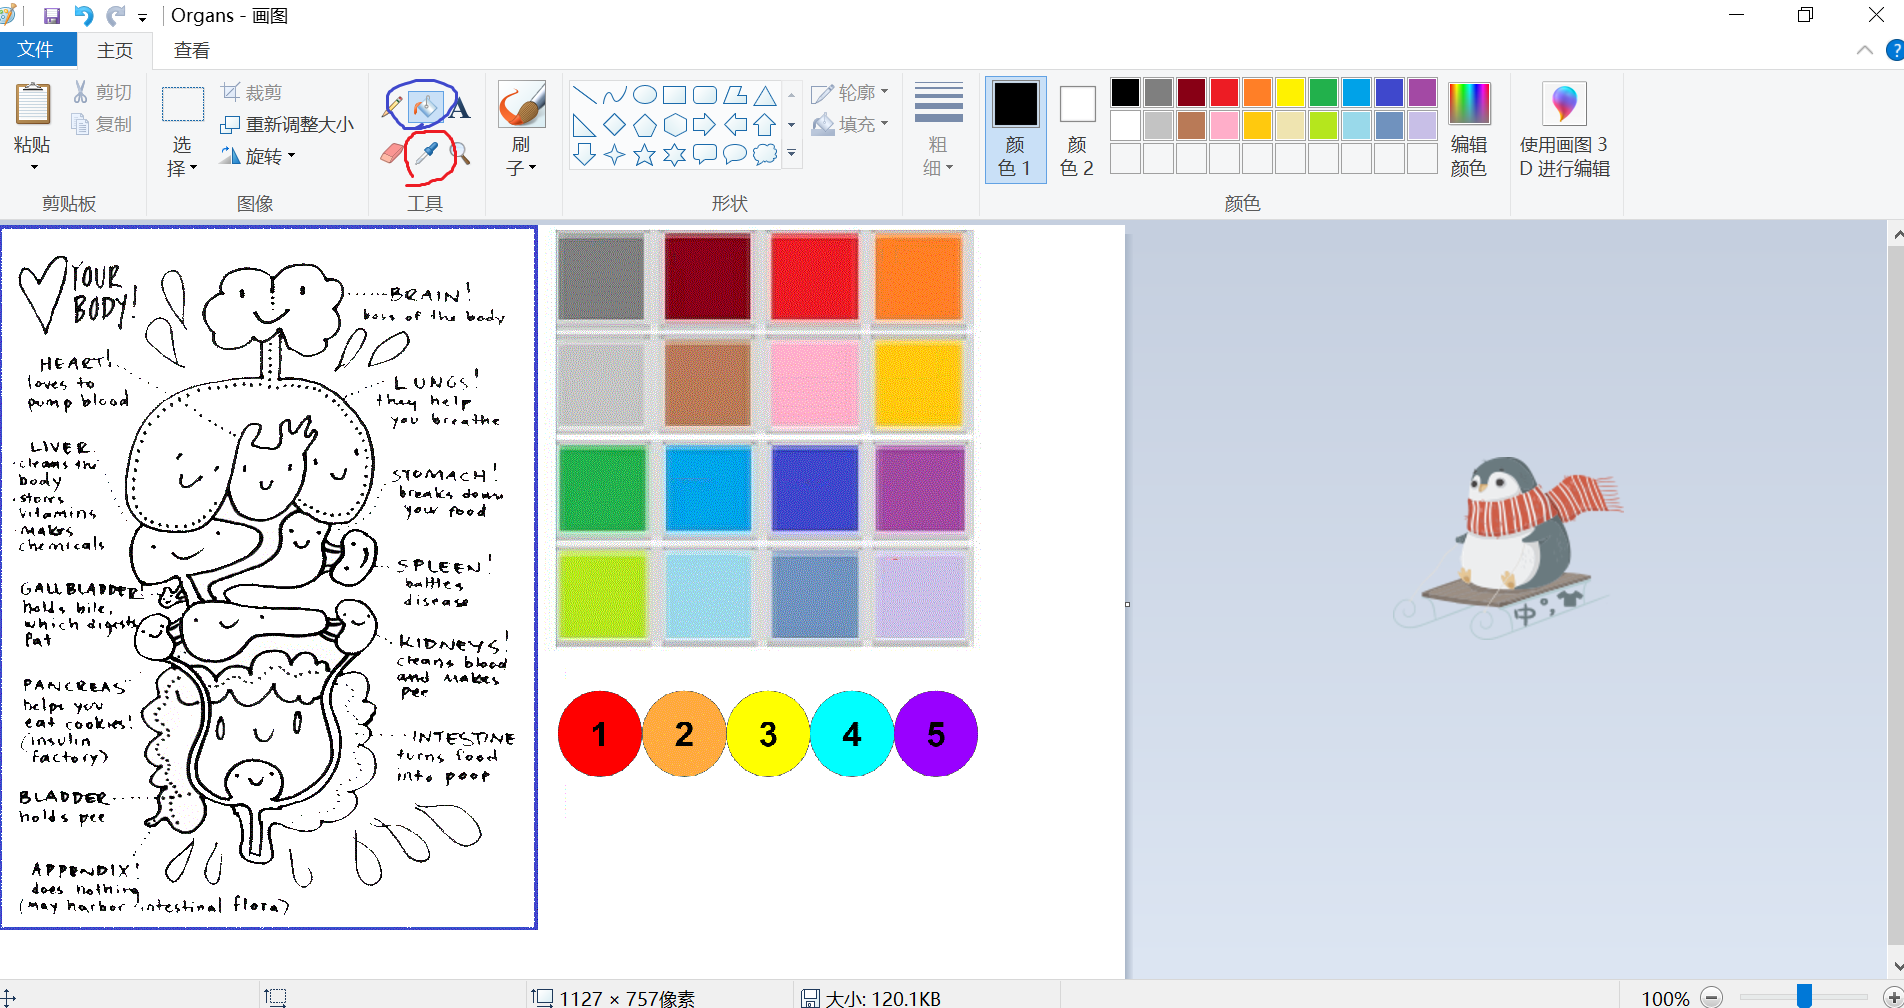 Organs - 画图
文件
主页
查看
粘贴
剪切
复制
剪贴板
选
择
裁剪
重新调整大小
旋转
图像
A
工具
刷
子
轮廓
填充
形状
粗
细
颜
色 1
颜
色 2
编辑
颜色
颜色
使用画图 3
D 进行编辑
?
YOUR
BODY!
BRAIN!
boss of the body
HEART!
loves to
pump blood
LUNGS!
they help
you breathe
LIVER
·cleans the
body
·stores
vitamins
·makes
chemicals
STOMACH!
breaks down
your food
SPLEEN!
battles
disease
GALLBLADDER!
holds bile,
which digests
fat
KIDNEYS!
cleans blood
and makes
pee
PANCREAS
helps you
eat cookies!
(insulin
factory)
INTESTINE
turns food
into poop
BLADDER
holds pee
APPENDIX!
does nothing
(may harbor intestinal flora)
1 2 3 4 5
中
1127 × 757像素
大小: 120.1KB
100%